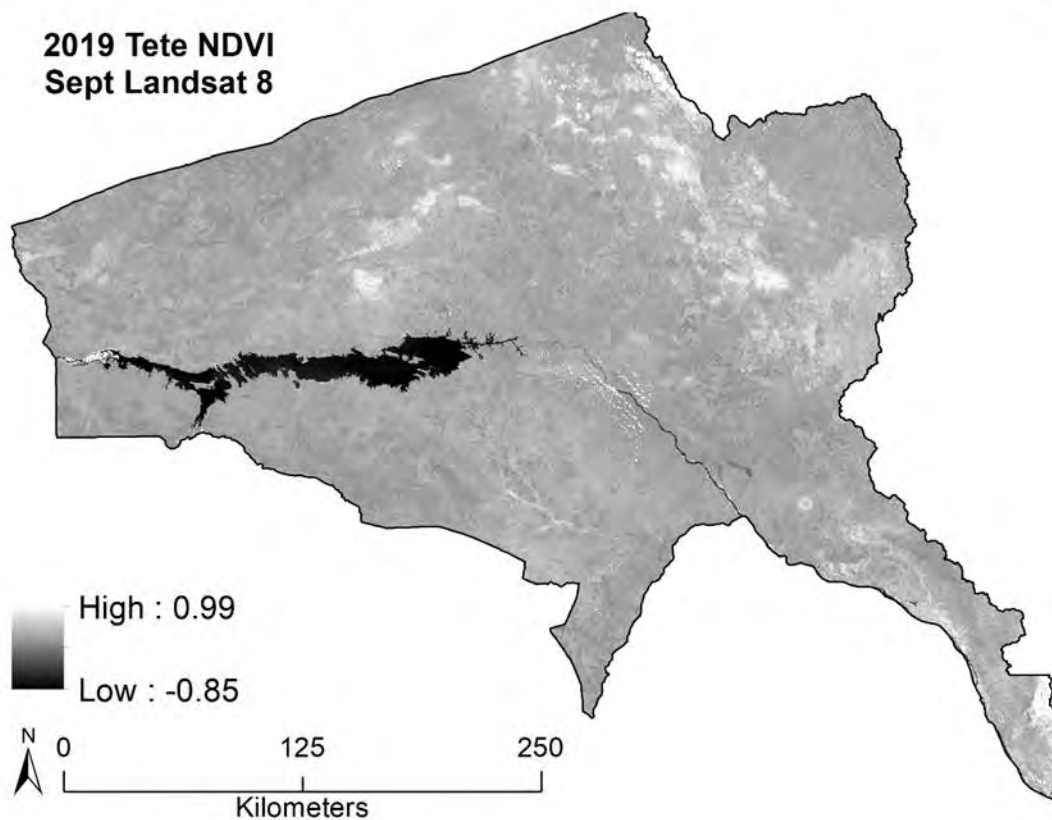 2019 Tete NDVI
Sept Landsat 8
High : 0.99
Low : -0.85
N
0 125 250
Kilometers